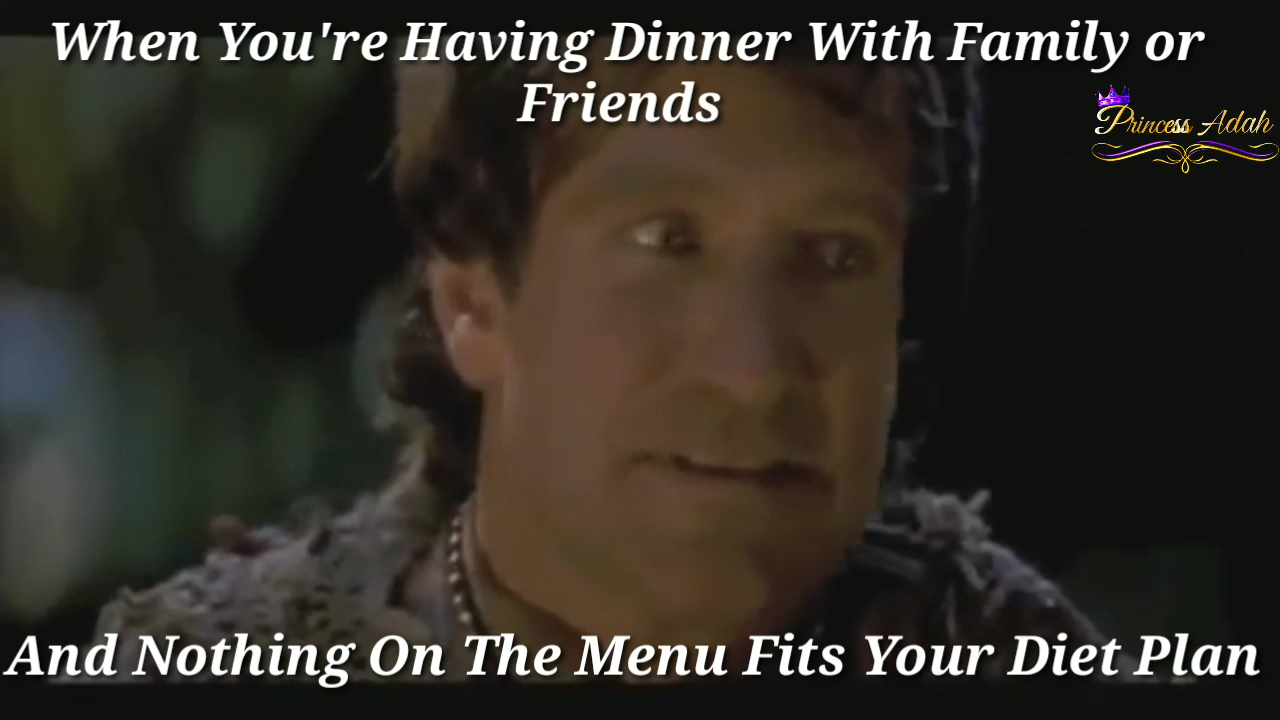 When You're Having Dinner With Family or
Friends
Princess Adah
And Nothing On The Menu Fits Your Diet Plan